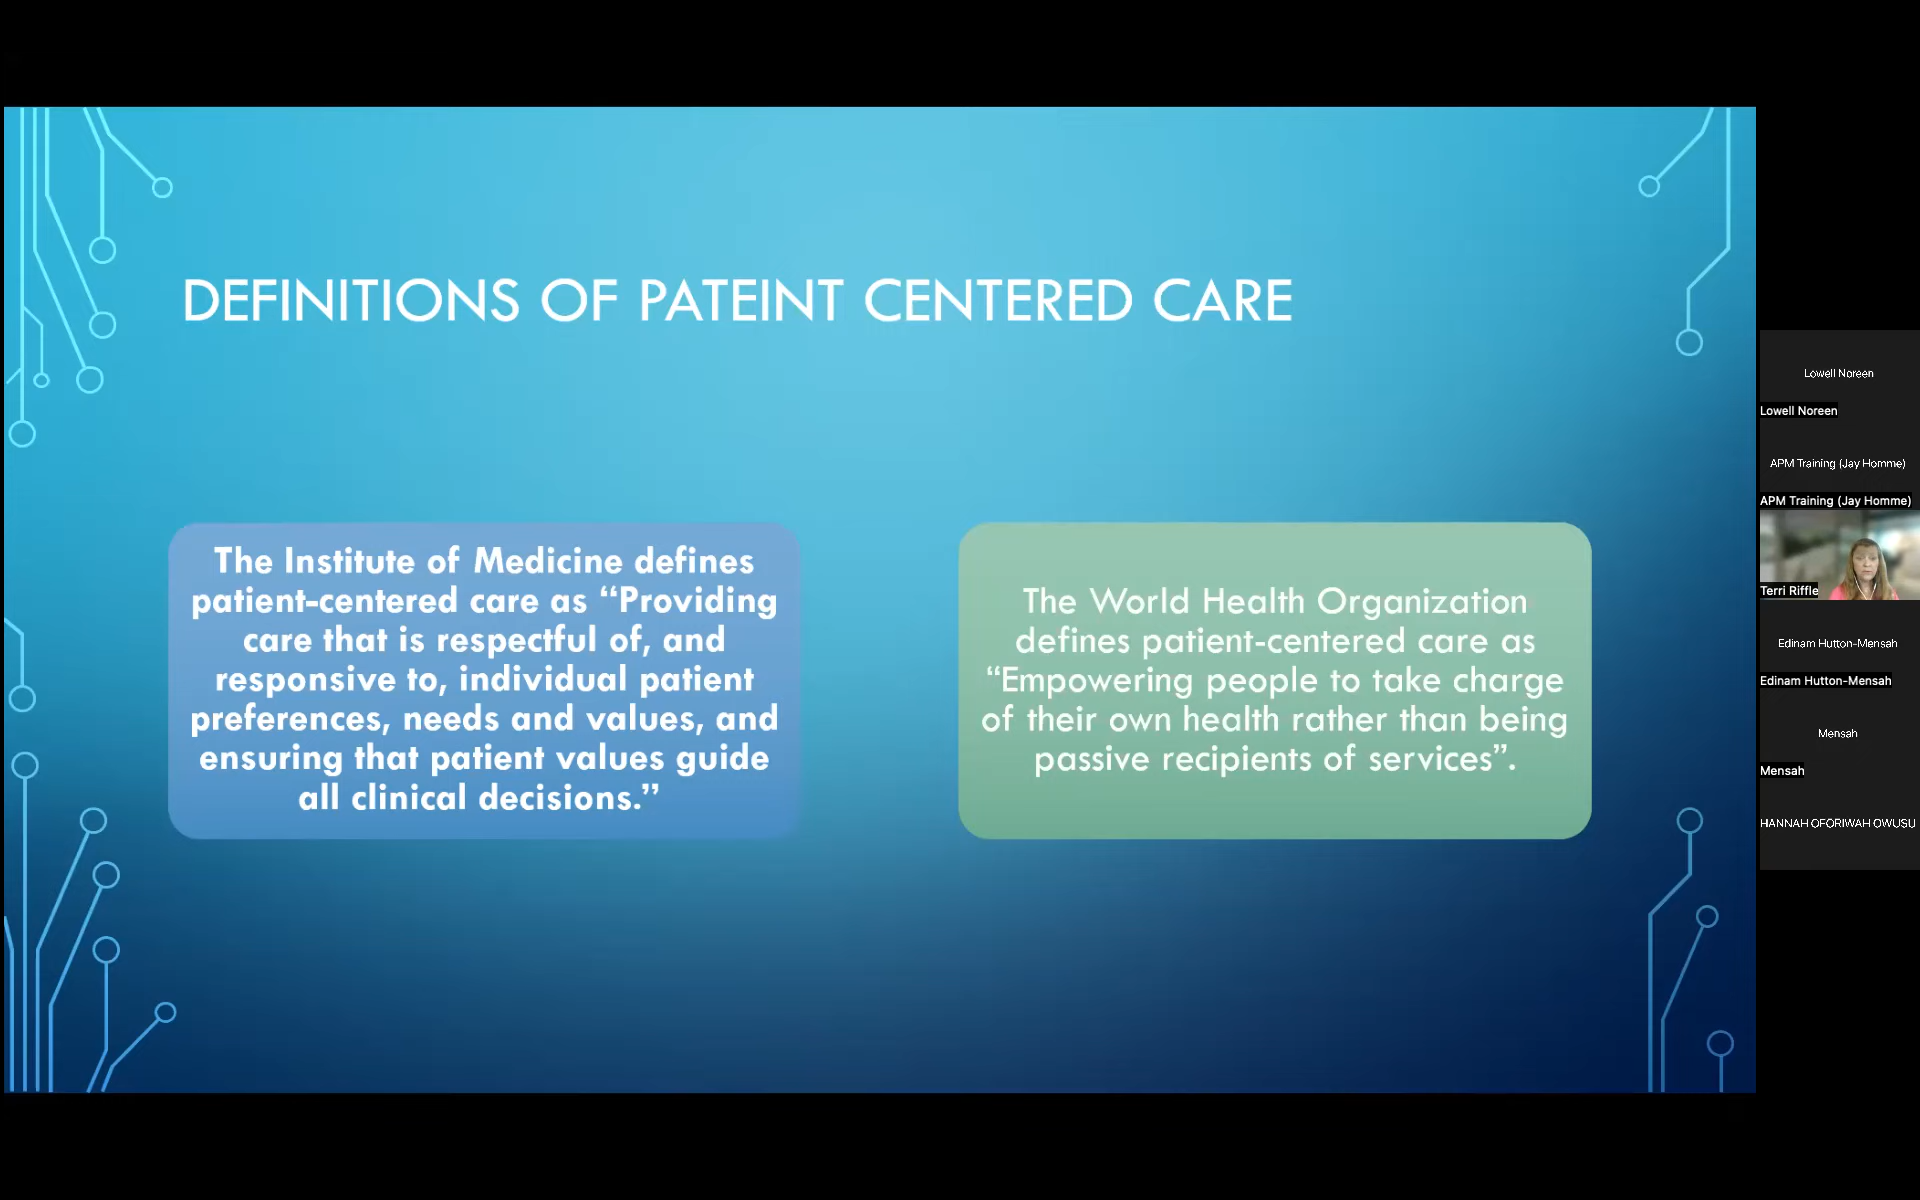 DEFINITIONS OF PATEINT CENTERED CARE
The Institute of Medicine defines
patient-centered care as “Providing
care that is respectful of, and
responsive to, individual patient
preferences, needs and values, and
ensuring that patient values guide
all clinical decisions.”
The World Health Organization
defines patient-centered care as
“Empowering people to take charge
of their own health rather than being
passive recipients of services”.
Lowell Noreen
Lowell Noreen
APM Training (Jay Homme)
APM Training (Jay Homme)
Terri Riffle
Edinam Hutton-Mensah
Edinam Hutton-Mensah
Mensah
Mensah
HANNAH OFORIWAH OWUSU